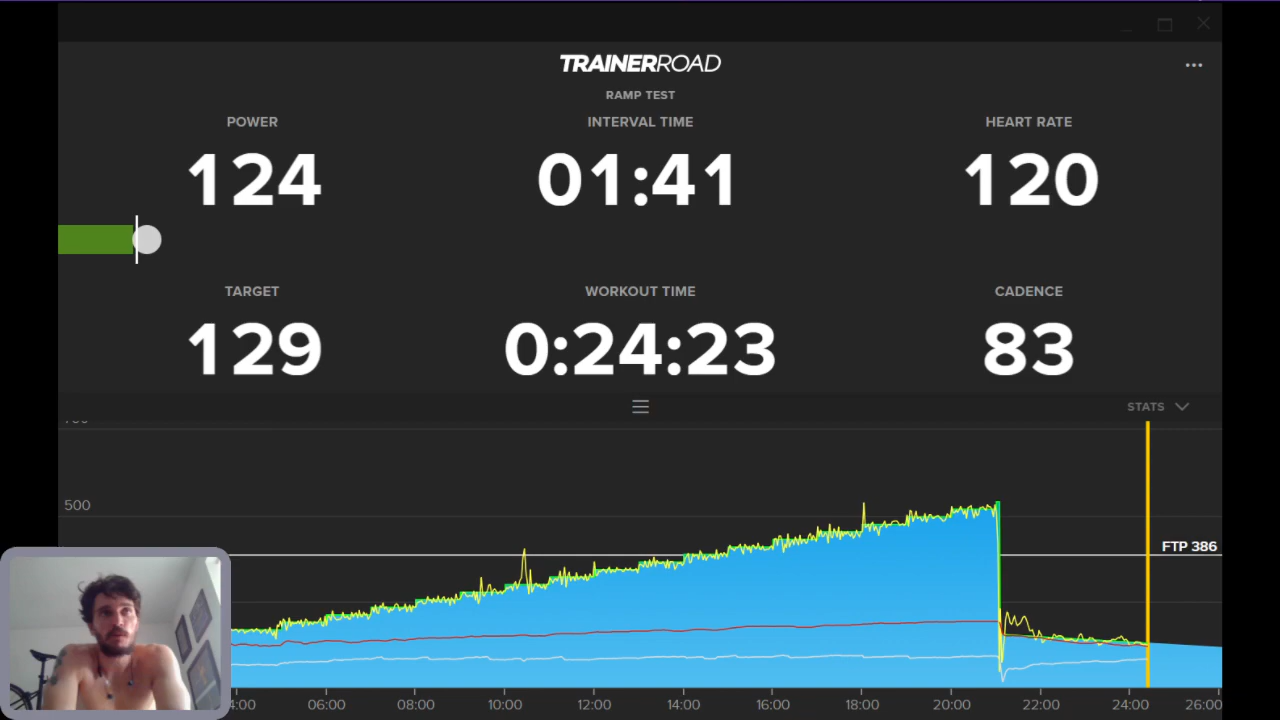 TRAINERROAD
RAMP TEST
POWER INTERVAL TIME HEART RATE
124 01:41 120
TARGET WORKOUT TIME CADENCE
129 0:24:23 83
STATS
500
FTP 386
06:00 08:00 10:00 12:00 14:00 16:00 18:00 20:00 22:00 24:00 26:00